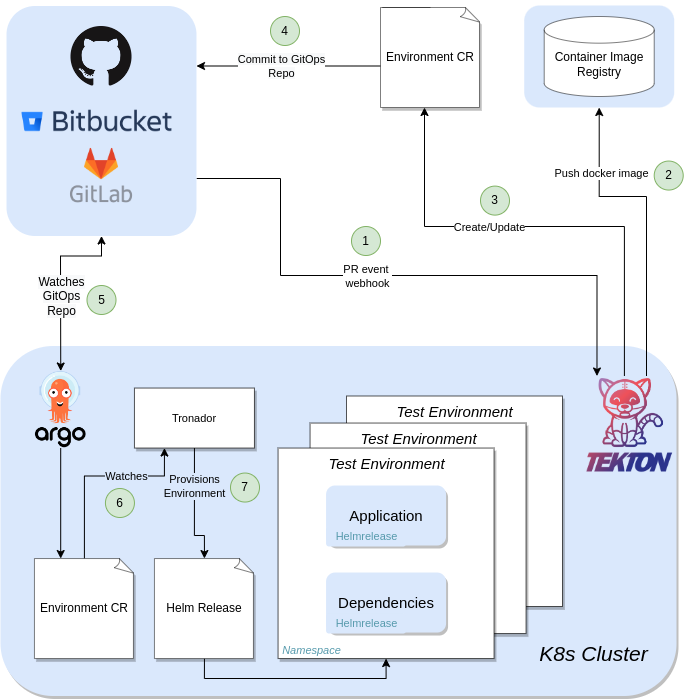 4
Commit to GitOps
Repo
Environment CR
Container Image
Registry
Bitbucket
GitLab
Push docker image
2
3
Create/Update
1
PR event
webhook
Watches
GitOps
Repo
5
argo
Tronador
Watches
6
Provisions
Environment
7
Test Environment
Test Environment
Test Environment
Application
Helmrelease
Dependencies
Helmrelease
Namespace
TEKTON
Environment CR
Helm Release
K8s Cluster